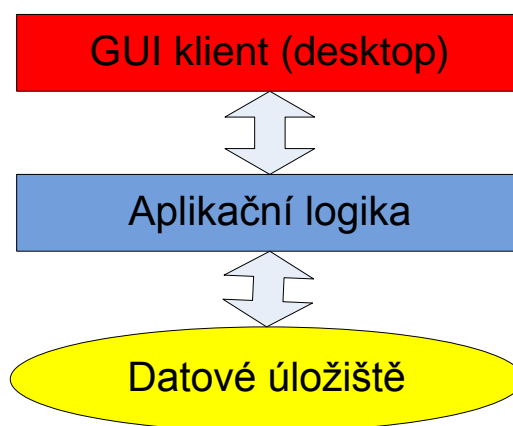 GUI klient (desktop)
Aplikační logika
Datové úložiště